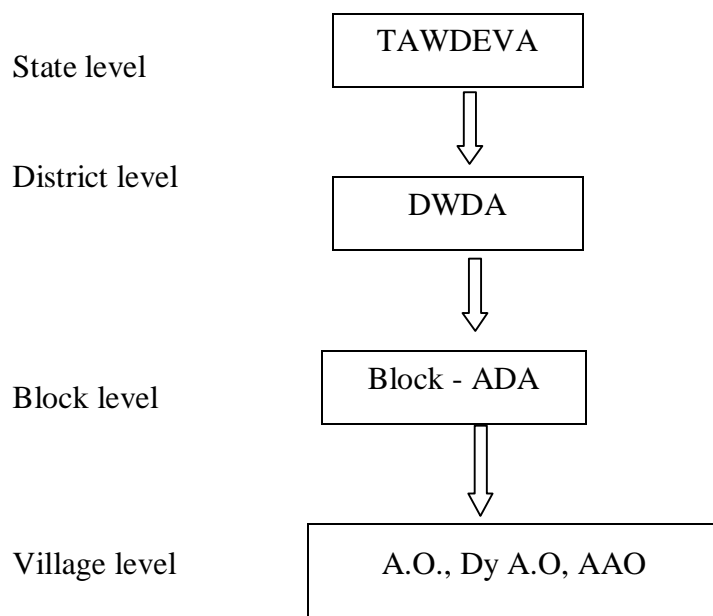 State level
TAWDEVA
District level
DWDA
Block level
Block - ADA
Village level
A.O., Dy A.O, AAO